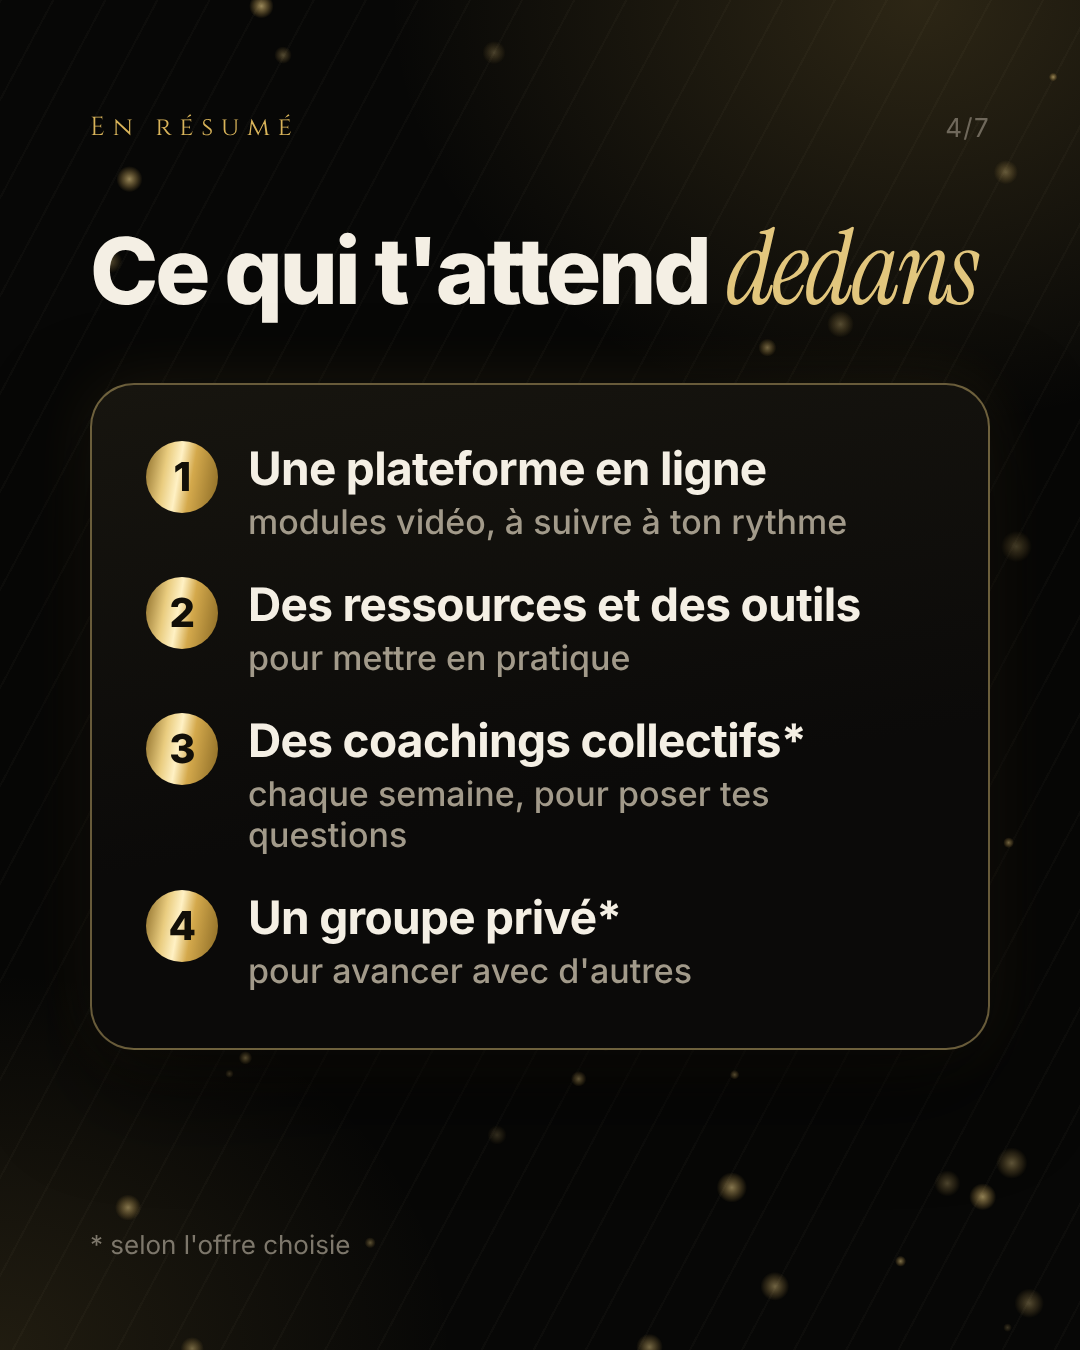 En résumé
4/7
Ce qui t'attend dedans
1 Une plateforme en ligne
modules vidéo, à suivre à ton rythme
2 Des ressources et des outils
pour mettre en pratique
3 Des coachings collectifs*
chaque semaine, pour poser tes
questions
4 Un groupe privé*
pour avancer avec d'autres
* selon l'offre choisie